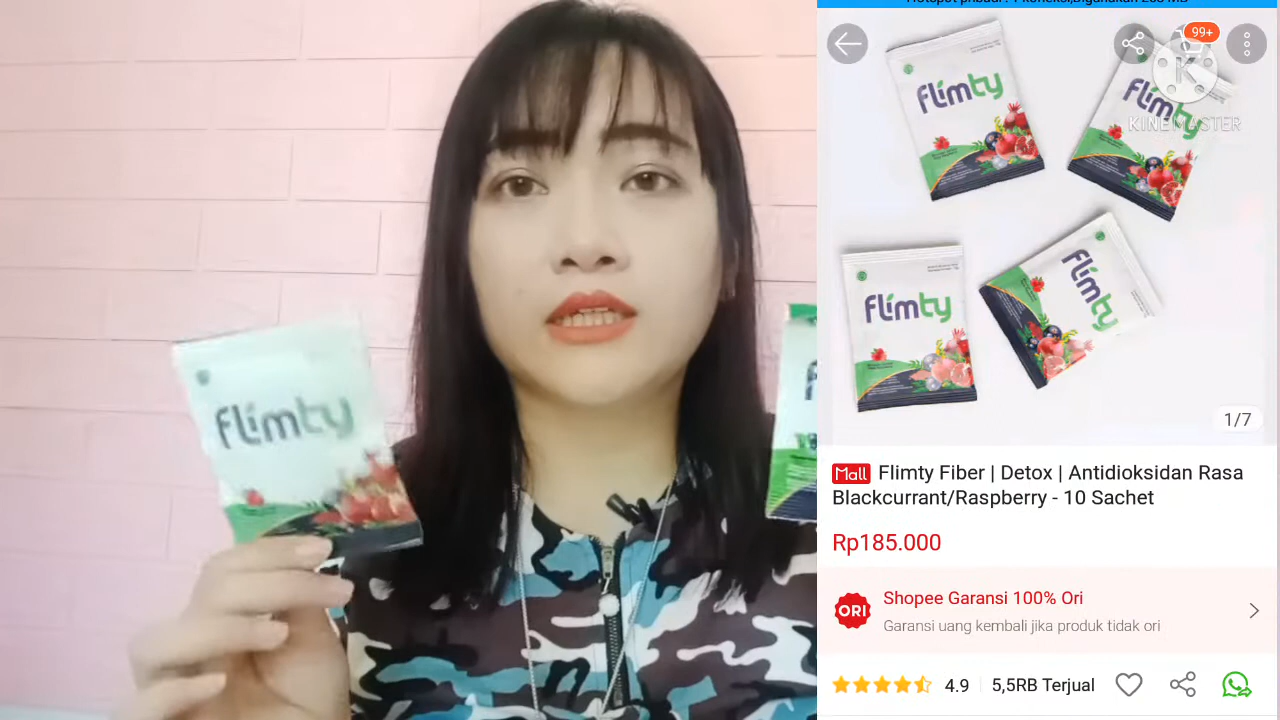 flimty
99+
flimty
flimty
K
KINEMASTER
flimty
flimty
1/7
Mall Flimty Fiber | Detox | Antidioksidan Rasa
Blackcurrant/Raspberry - 10 Sachet
Rp185.000
ORI
Shopee Garansi 100% Ori
Garansi uang kembali jika produk tidak ori
4.9
5,5RB Terjual